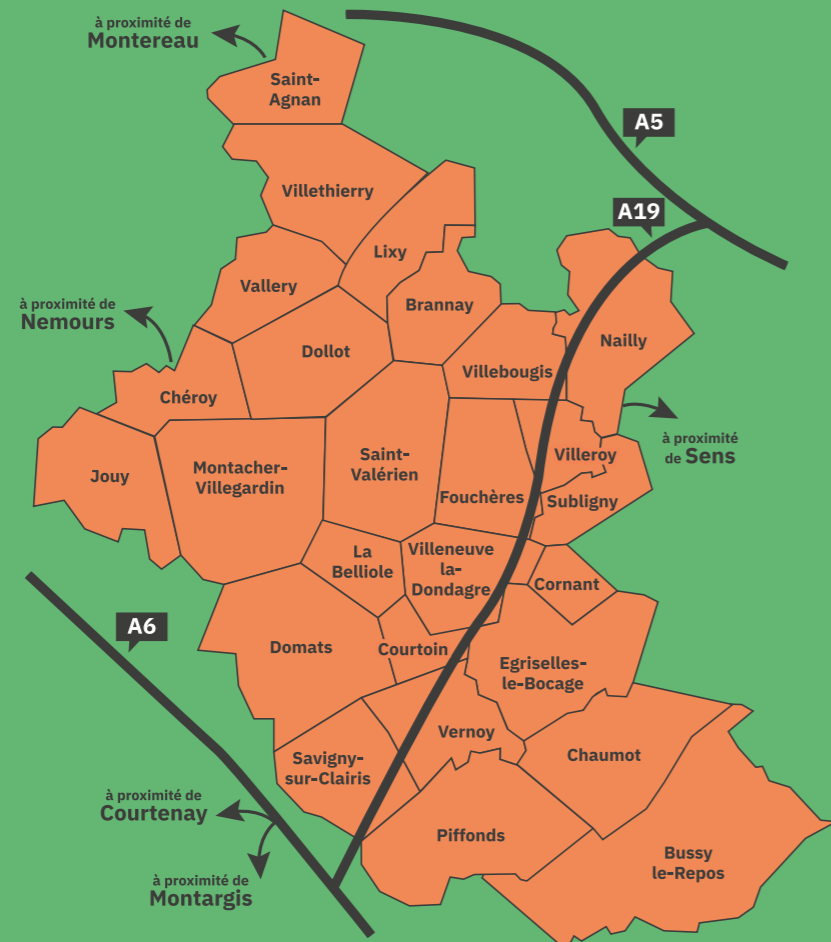 à proximité de
Montereau
Saint-
Agnan
A5
Villethierry
A19
Lixy
Vallery
Brannay
à proximité de
Nemours
Nailly
Dollot
Villebougis
Chéroy
à proximité
de Sens
Villeroy
Saint-
Valérien
Montacher-
Villegardin
Jouy
Fouchères
Subligny
La
Belliole
Villeneuve
la-
Dondagre
Cornant
A6
Domats
Courtoin
Egriselles-
le-Bocage
Vernoy
Chaumot
Savigny-
sur-Clairis
à proximité de
Courtenay
Piffonds
Bussy
le-Repos
à proximité de
Montargis